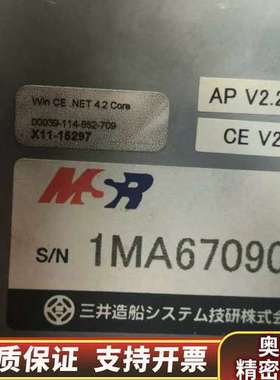 Win CE .NET 4.2 Core
00039-114-652-709
X11-15297
AP V2.2
CE V2
MSR
S/N 1MA67090
三井造船システム技研株式会
质保证 支持开票
奥
精密